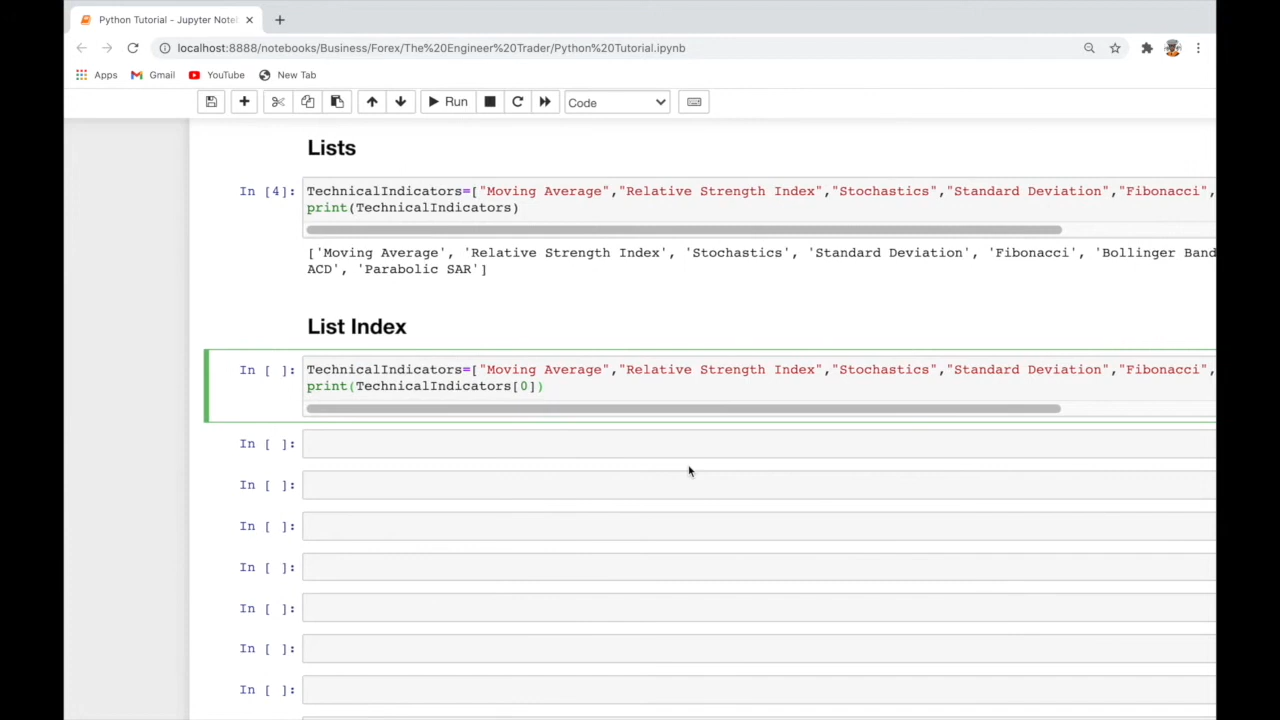 Python Tutorial - Jupyter Note
localhost:8888/notebooks/Business/Forex/The%20Engineer%20Trader/Python%20Tutorial.ipynb
Apps Gmail YouTube New Tab
Run Code
Lists
In [4]: TechnicalIndicators=["Moving Average","Relative Strength Index","Stochastics","Standard Deviation","Fibonacci",
print(TechnicalIndicators)
['Moving Average', 'Relative Strength Index', 'Stochastics', 'Standard Deviation', 'Fibonacci', 'Bollinger Band
ACD', 'Parabolic SAR']
List Index
In [ ]: TechnicalIndicators=["Moving Average","Relative Strength Index","Stochastics","Standard Deviation","Fibonacci",
print(TechnicalIndicators[0])
In [ ]:
In [ ]:
In [ ]:
In [ ]:
In [ ]:
In [ ]:
In [ ]: